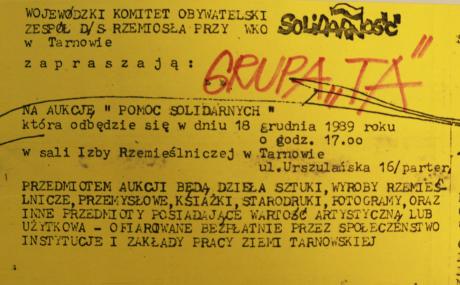 WOJEWÓDZKI KOMITET OBYWATELSKI
ZESPÓŁ D/S RZEMIOSŁA PRZY WKO
SOLIDARNOŚĆ
w Tarnowie
zapraszają:
GRUPA „TA"
NA AUKCJĘ " POMOC SOLIDARNYCH "
która odbędzie się w dniu 18 grudnia 1989 roku
o godz. 17.oo
w sali Izby Rzemieślniczej w Tarnowie
ul.Urszulańska 16/parter
PRZEDMIOTEM AUKCJI BĘDĄ DZIEŁA SZTUKI, WYROBY RZEMIEŚ-
LNICZE, PRZEMYSŁOWE, KSIĄŻKI, STARODRUKI, FOTOGRAMY, ORAZ
INNE PRZEDMIOTY POSIADAJĄCE WARTOŚĆ ARTYSTYCZNĄ LUB
UŻYTKOWĄ - OFIAROWANE BEZPŁATNIE PRZEZ SPOŁECZEŃSTWO
INSTYTUCJE I ZAKŁADY PRACY ZIEMI TARNOWSKIEJ